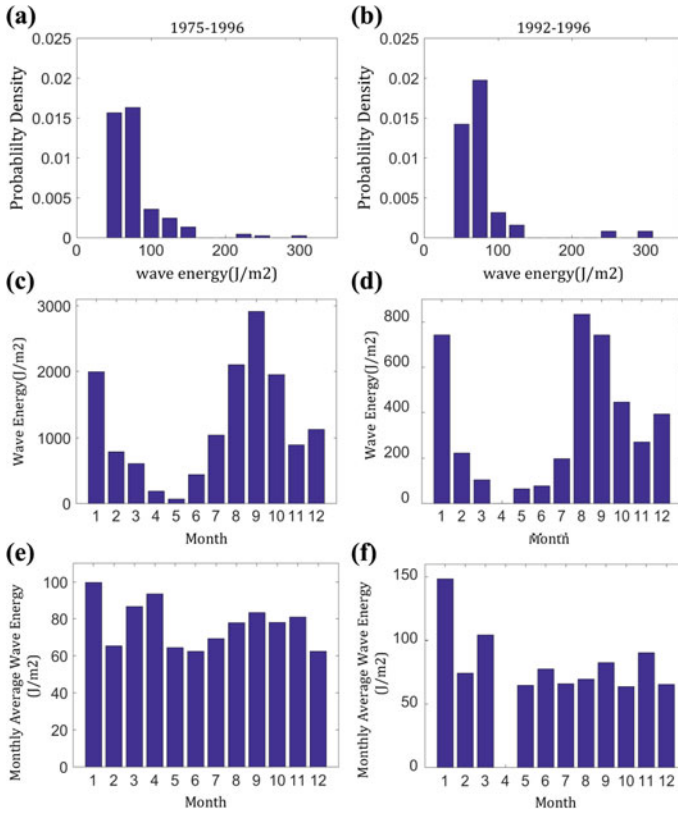 (a)
1975-1996
0.025
0.02
0.015
0.01
0.005
0
0
100
200
300
Probablilty Density
wave energy(J/m2)
(b)
1992-1996
0.025
0.02
0.015
0.01
0.005
0
0
100
200
300
Probablilty Density
wave energy(J/m2)
(c)
3000
2000
1000
0
1 2 3 4 5 6 7 8 9 10 11 12
Wave Energy(J/m2)
Month
(d)
800
600
400
200
0
1 2 3 4 5 6 7 8 9 10 11 12
Wave Energy(J/m2)
Month
(e)
100
80
60
40
20
0
1 2 3 4 5 6 7 8 9 10 11 12
Monthly Average Wave Energy
(J/m2)
Month
(f)
150
100
50
0
1 2 3 4 5 6 7 8 9 10 11 12
Monthly Average Wave Energy
(J/m2)
Month